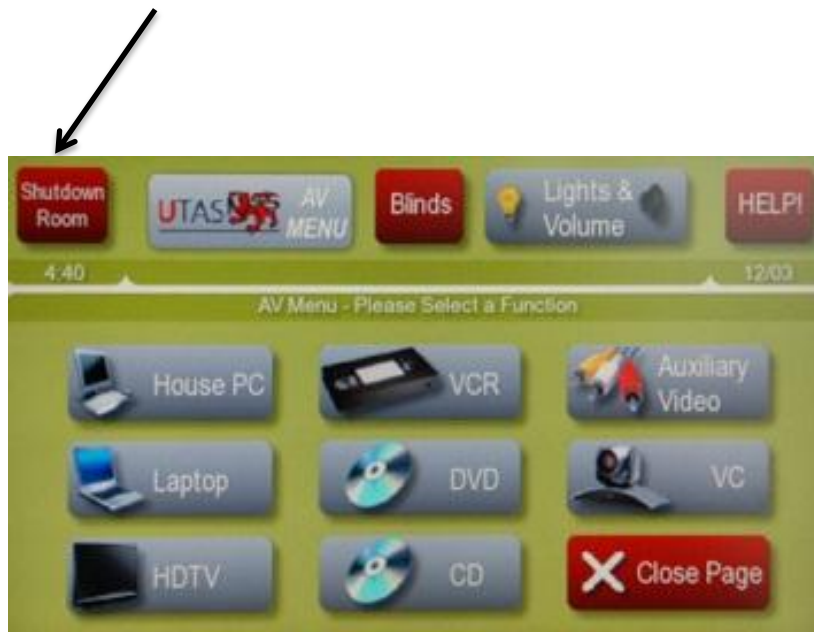 Shutdown
Room
UTAS
AV
MENU
Blinds
Lights &
Volume
HELP!
4:40
12/03
AV Menu - Please Select a Function
House PC
VCR
Auxiliary
Video
Laptop
DVD
VC
HDTV
CD
Close Page